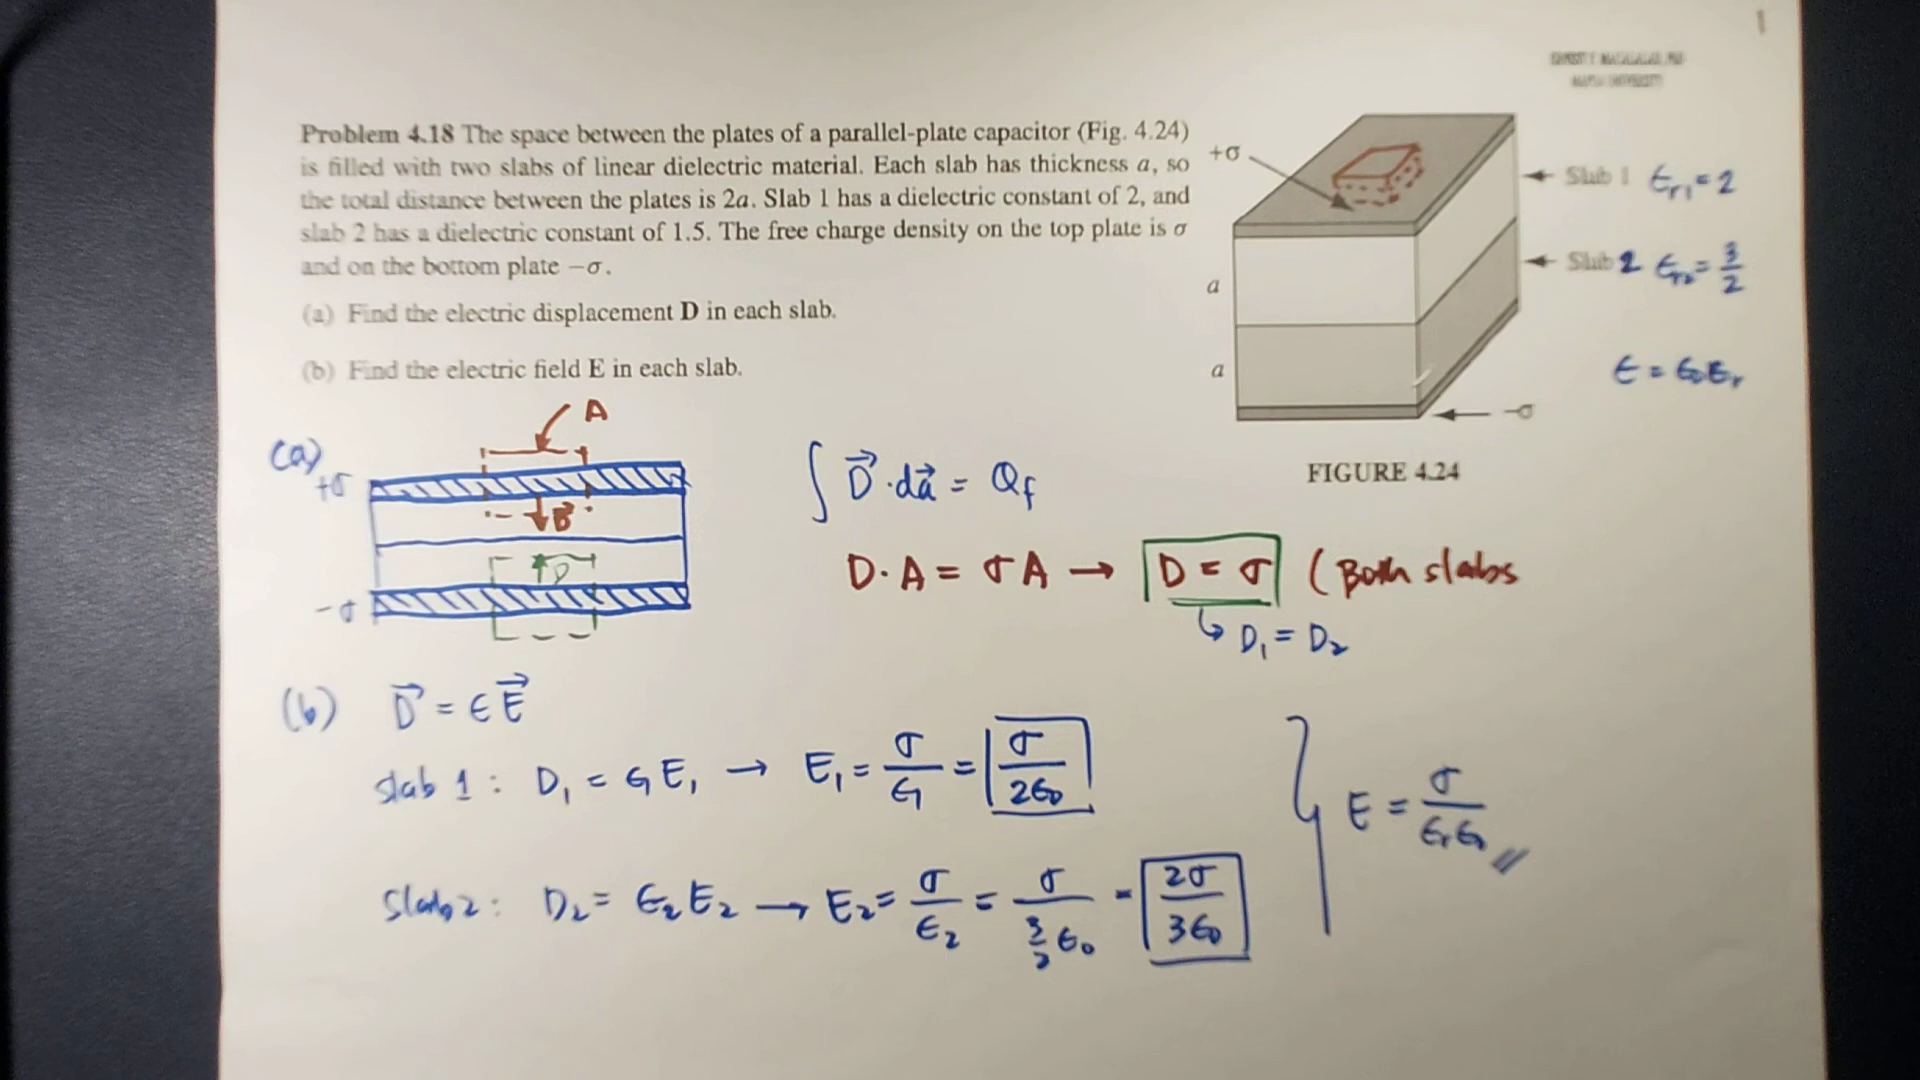 Problem 4.18 The space between the plates of a parallel-plate capacitor (Fig. 4.24)
is filled with two slabs of linear dielectric material. Each slab has thickness a, so
the total distance between the plates is 2a. Slab 1 has a dielectric constant of 2, and
slab 2 has a dielectric constant of 1.5. The free charge density on the top plate is σ
and on the bottom plate −σ.
(a) Find the electric displacement D in each slab.
(b) Find the electric field E in each slab.
+σ
Slab 1 ϵr1 = 2
Slab 2 ϵr2 = 3/2
a
a
ϵ = ϵ0ϵr
−σ
FIGURE 4.24
(a)
A
+σ
D
D
−σ
∫ D⃗ · da⃗ = Qf
D · A = σA → D = σ (Both slabs
↳ D1 = D2
(b) D⃗ = ϵE⃗
slab 1: D1 = ϵ1E1 → E1 = σ/ϵ1 = σ/2ϵ0
E = σ/ϵrϵ0 //
Slab 2: D2 = ϵ2E2 → E2 = σ/ϵ2 = σ/(3/2 ϵ0) = 2σ/3ϵ0